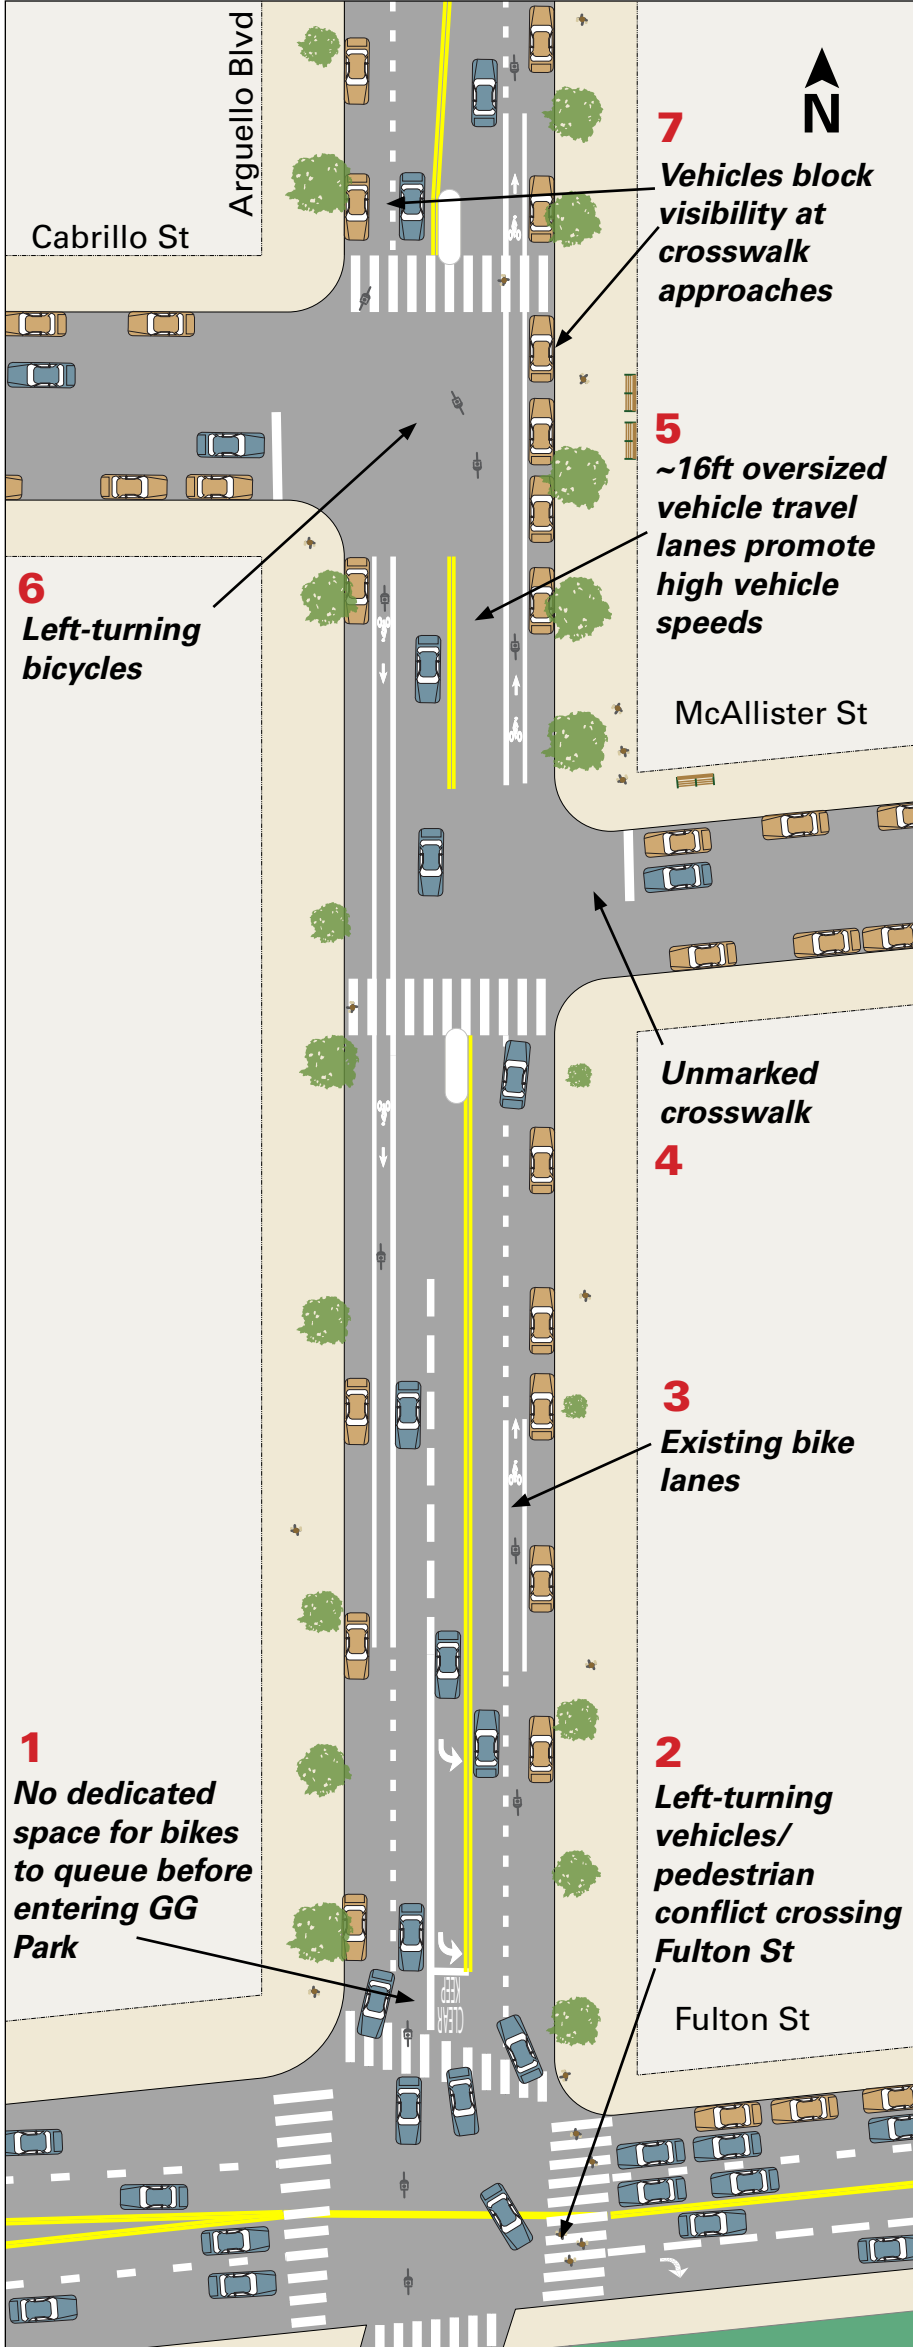 Arguello Blvd
N
Cabrillo St
7
Vehicles block
visibility at
crosswalk
approaches
5
~16ft oversized
vehicle travel
lanes promote
high vehicle
speeds
6
Left-turning
bicycles
McAllister St
Unmarked
crosswalk
4
3
Existing bike
lanes
1
No dedicated
space for bikes
to queue before
entering GG
Park
2
Left-turning
vehicles/
pedestrian
conflict crossing
Fulton St
KEEP
CLEAR
Fulton St